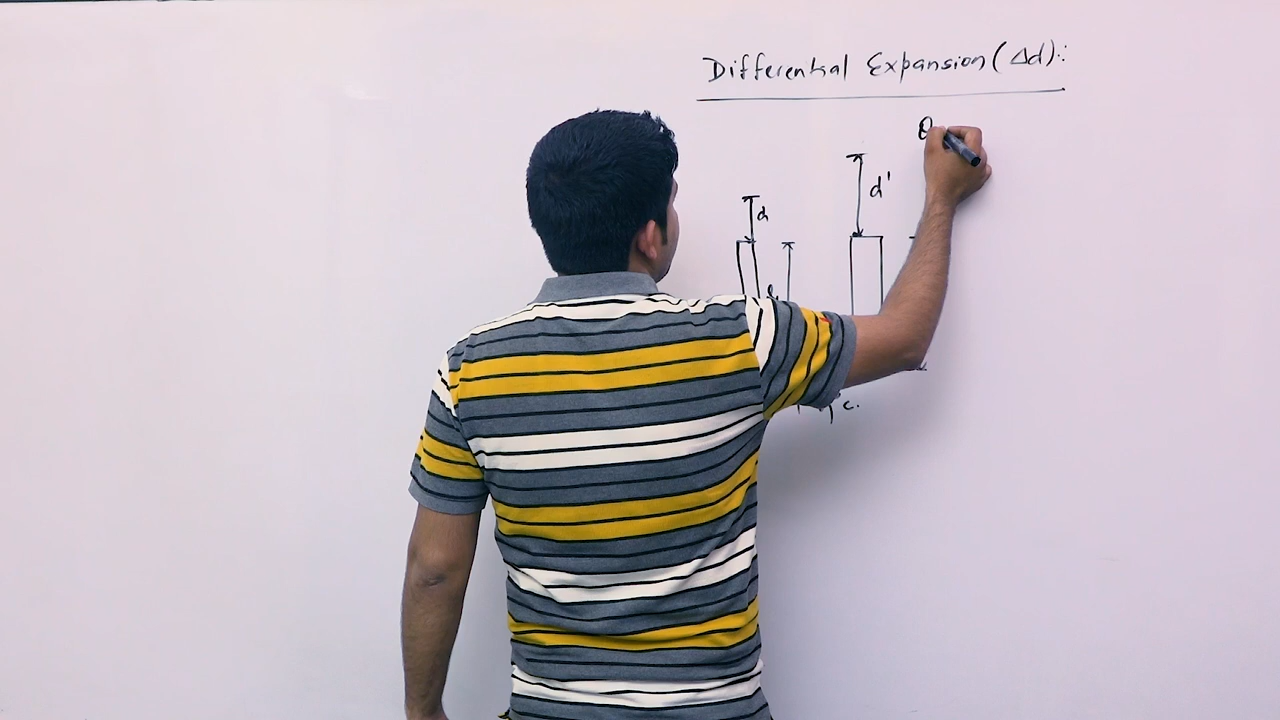 Differential Expansion (Δd):
θ
d'
d
l
°c.